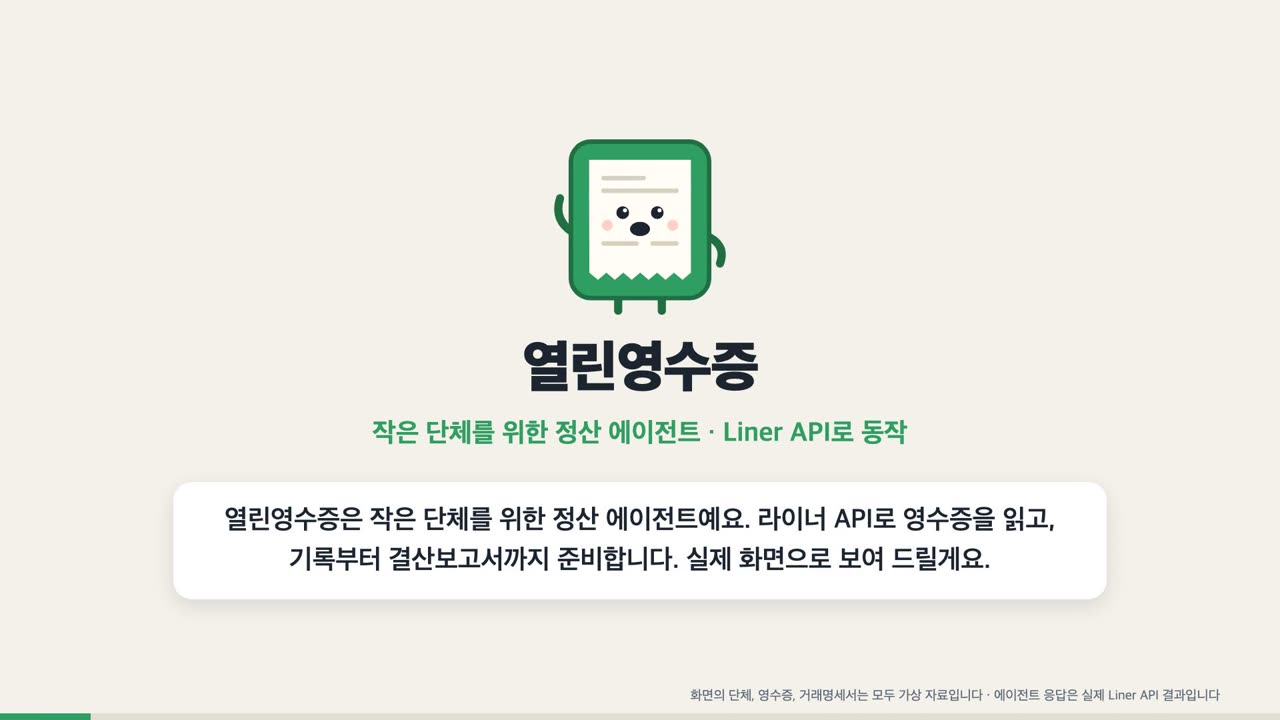 열린영수증
작은 단체를 위한 정산 에이전트 · Liner API로 동작
열린영수증은 작은 단체를 위한 정산 에이전트예요. 라이너 API로 영수증을 읽고,
기록부터 결산보고서까지 준비합니다. 실제 화면으로 보여 드릴게요.
화면의 단체, 영수증, 거래명세서는 모두 가상 자료입니다 · 에이전트 응답은 실제 Liner API 결과입니다